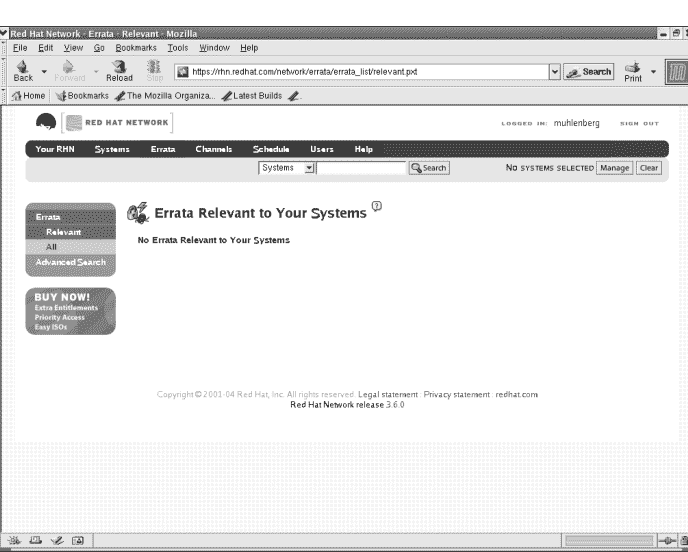 Red Hat Network - Errata - Relevant - Mozilla
File Edit View Go Bookmarks Tools Window Help
Back Forward Reload Stop https://rhn.redhat.com/network/errata/errata_list/relevant.pxt Search Print
Home Bookmarks The Mozilla Organiza... Latest Builds
RED HAT NETWORK LOGGED IN: muhlenberg SIGN OUT
Your RHN Systems Errata Channels Schedule Users Help
Systems Search NO SYSTEMS SELECTED Manage Clear
Errata
Relevant
All
Advanced Search
BUY NOW!
Extra Entitlements
Priority Access
Easy ISOs
Errata Relevant to Your Systems ?
No Errata Relevant to Your Systems
Copyright © 2001-04 Red Hat, Inc. All rights reserved. Legal statement : Privacy statement : redhat.com
Red Hat Network release 3.6.0